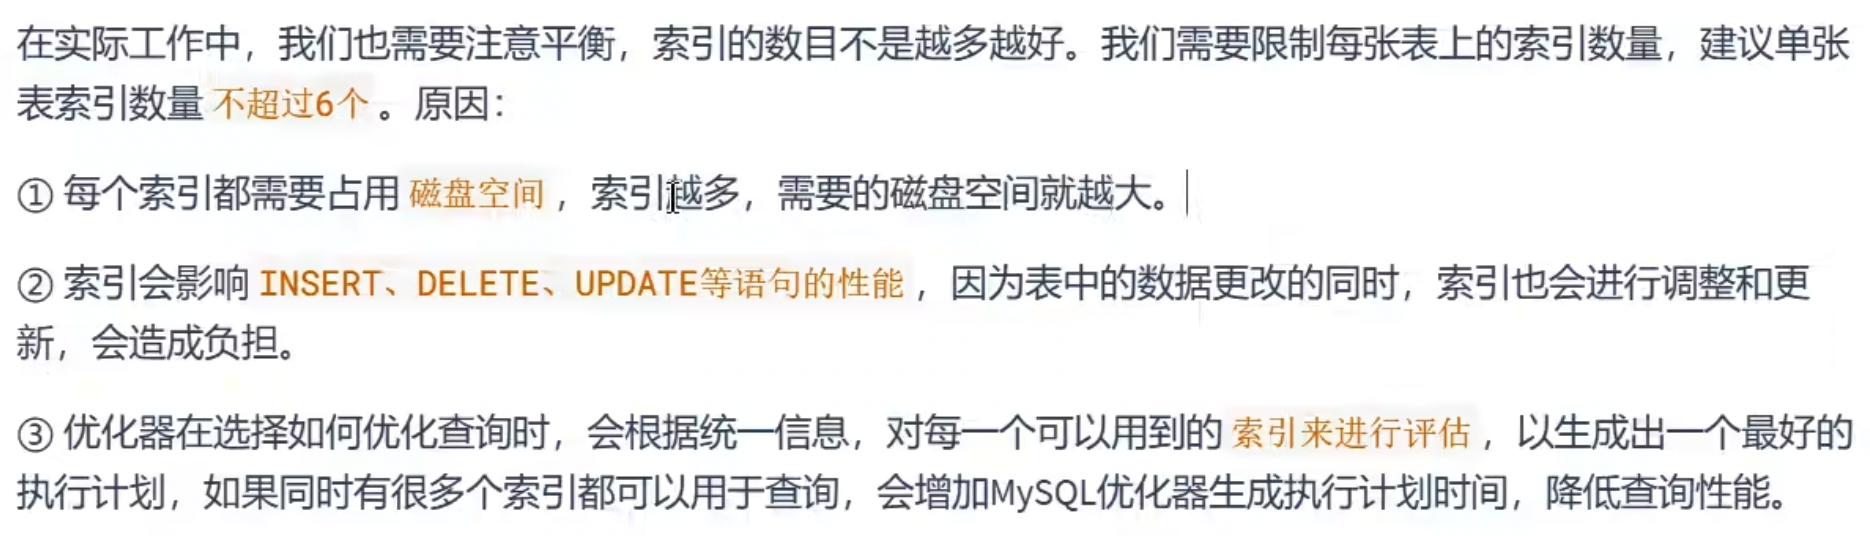 在实际工作中，我们也需要注意平衡，索引的数目不是越多越好。我们需要限制每张表上的索引数量，建议单张
表索引数量 不超过6个 。原因：
① 每个索引都需要占用 磁盘空间 ，索引越多，需要的磁盘空间就越大。
② 索引会影响 INSERT、DELETE、UPDATE等语句的性能 ，因为表中的数据更改的同时，索引也会进行调整和更
新，会造成负担。
③ 优化器在选择如何优化查询时，会根据统一信息，对每一个可以用到的 索引来进行评估 ，以生成出一个最好的
执行计划，如果同时有很多个索引都可以用于查询，会增加MySQL优化器生成执行计划时间，降低查询性能。